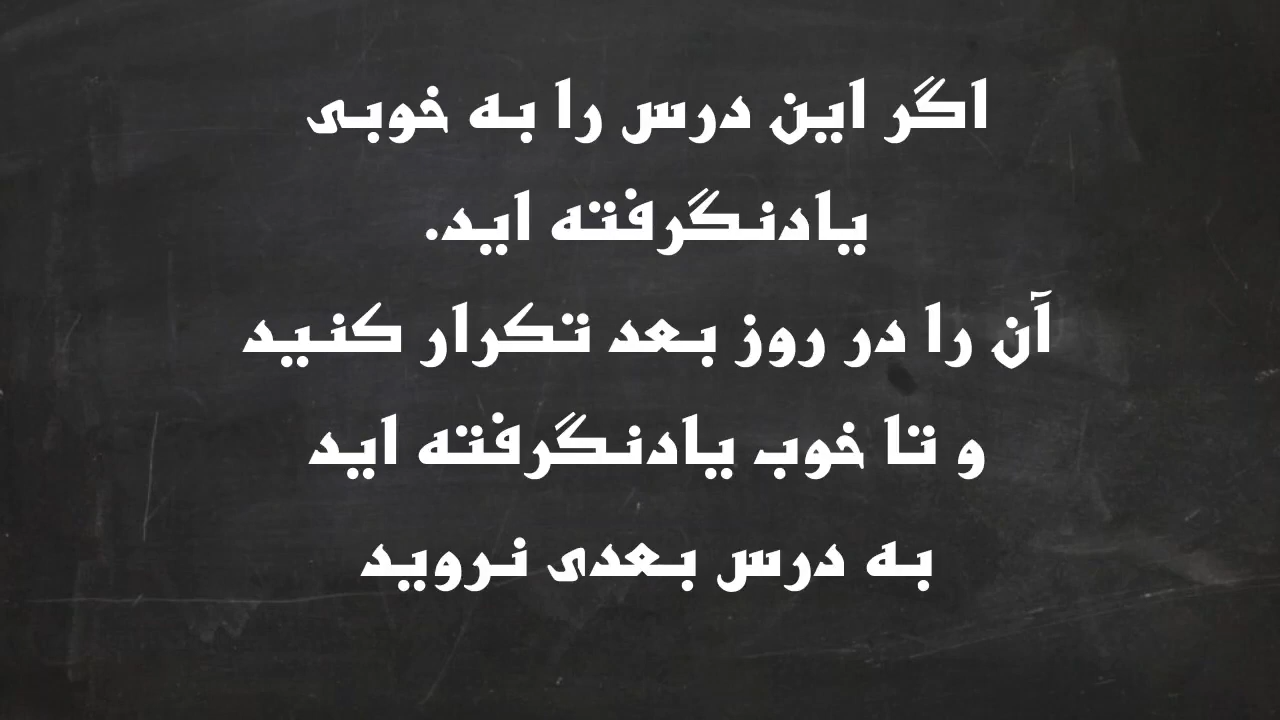 اگر این درس را به خوبی
یادنگرفته اید.
آن را در روز بعد تکرار کنید
و تا خوب یادنگرفته اید
به درس بعدی نروید